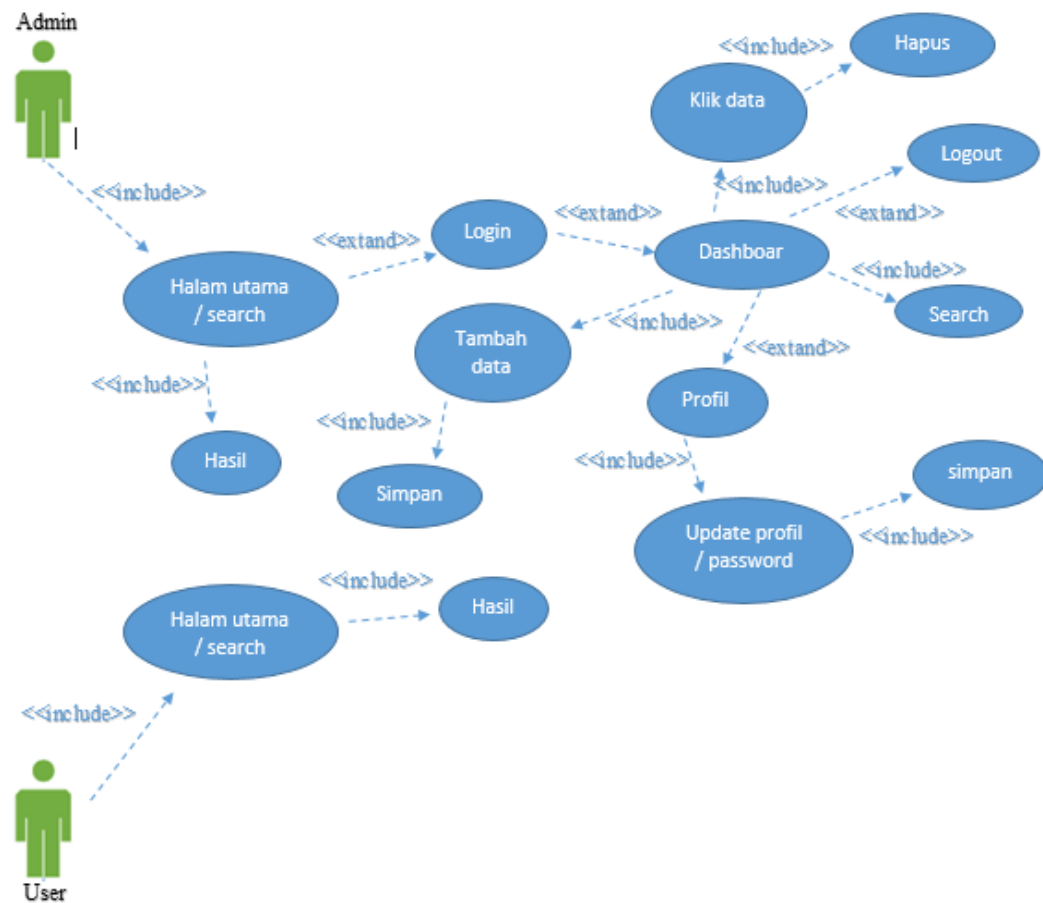 Admin
<<include>>
Hapus
Klik data
Logout
<<include>>
<<include>>
<<extand>>
Login
<<extand>>
<<extand>>
Dashboar
<<include>>
Halam utama
/ search
Search
<<include>>
Tambah
data
<<extand>>
<<include>>
Profil
<<include>>
Hasil
<<include>>
simpan
Simpan
Update profil
/ password
<<include>>
<<include>>
Hasil
Halam utama
/ search
<<include>>
User